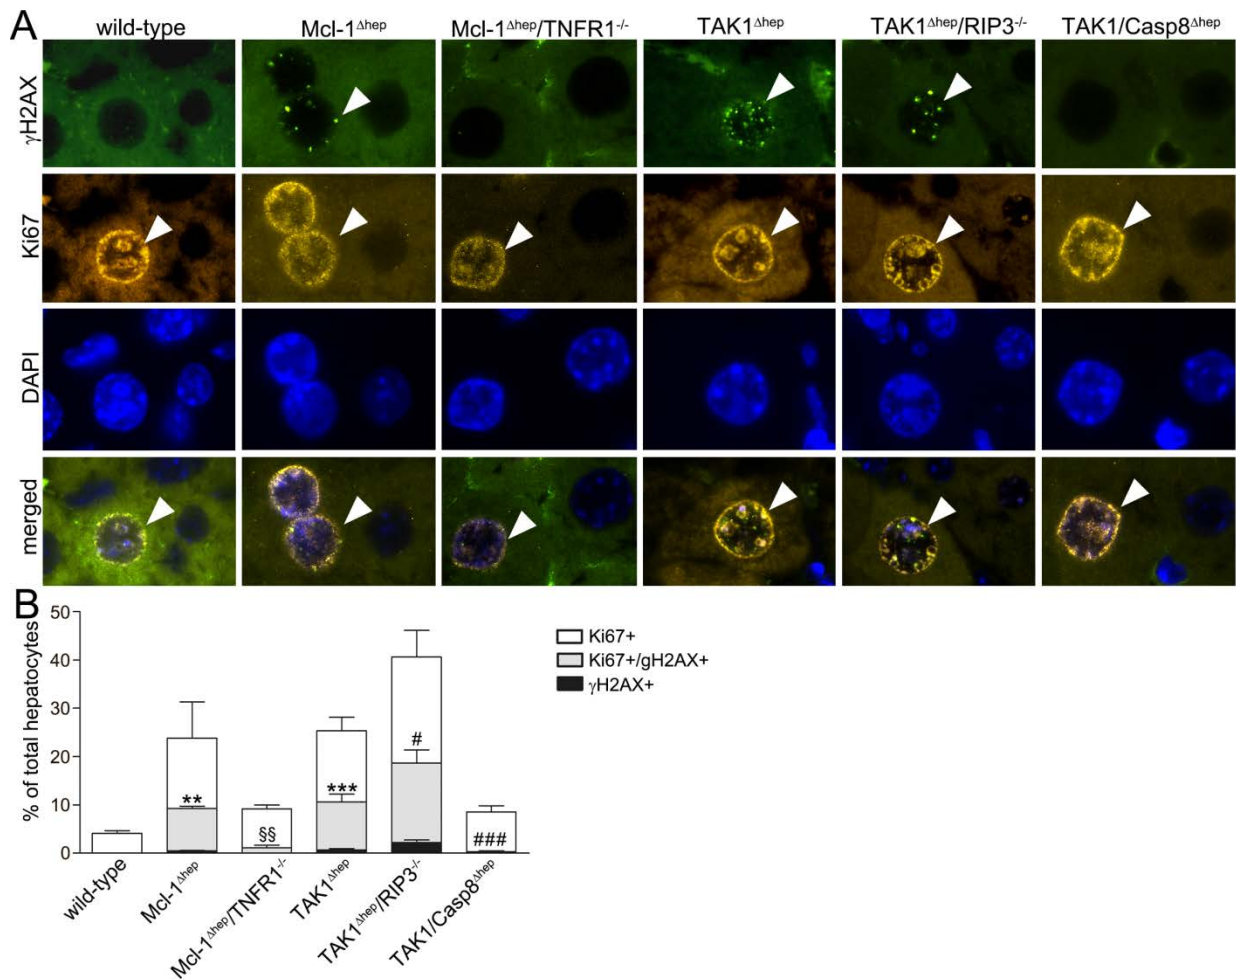 A
wild-type
Mcl-1Δhep
Mcl-1Δhep/TNFR1-/-
TAK1Δhep
TAK1Δhep/RIP3-/-
TAK1/Casp8Δhep
γH2AX
Ki67
DAPI
merged
B
% of total hepatocytes
50
40
30
20
10
0
**
§§
***
#
###
Ki67+
Ki67+/gH2AX+
γH2AX+
wild-type
Mcl-1Δhep
Mcl-1Δhep/TNFR1-/-
TAK1Δhep
TAK1Δhep/RIP3-/-
TAK1/Casp8Δhep